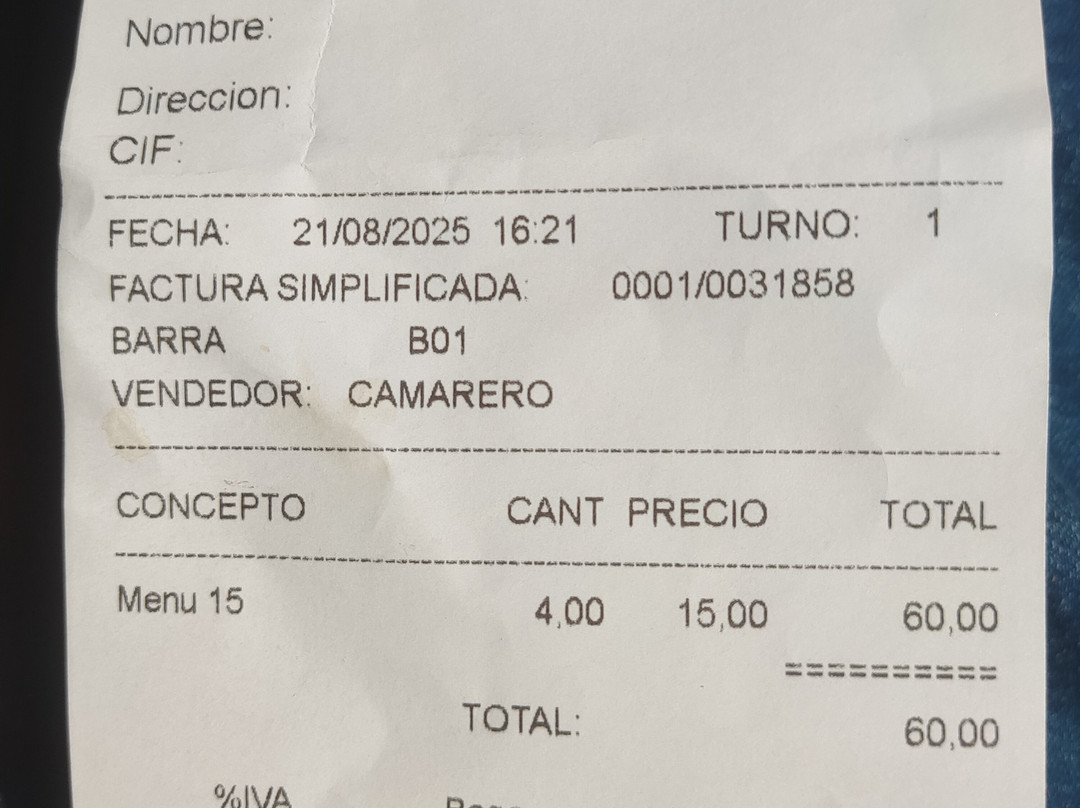 Nombre:
Direccion:
CIF:
FECHA: 21/08/2025 16:21 TURNO: 1
FACTURA SIMPLIFICADA: 0001/0031858
BARRA B01
VENDEDOR: CAMARERO
CONCEPTO CANT PRECIO TOTAL
Menu 15 4,00 15,00 60,00
==========
TOTAL: 60,00
%IVA